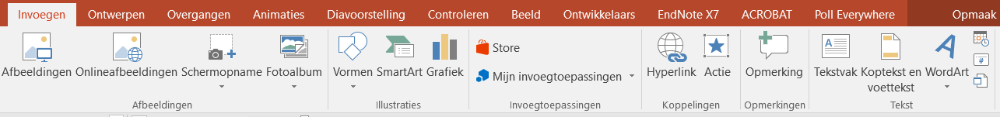 Invoegen Ontwerpen Overgangen Animaties Diavoorstelling Controleren Beeld Ontwikkelaars EndNote X7 ACROBAT Poll Everywhere Opmaak
Afbeeldingen Onlineafbeeldingen Schermopname Fotoalbum
Afbeeldingen
Vormen SmartArt Grafiek
Illustraties
Store
Mijn invoegtoepassingen
Invoegtoepassingen
Hyperlink Actie
Koppelingen
Opmerking
Opmerkingen
Tekstvak Koptekst en voettekst WordArt
#
Tekst